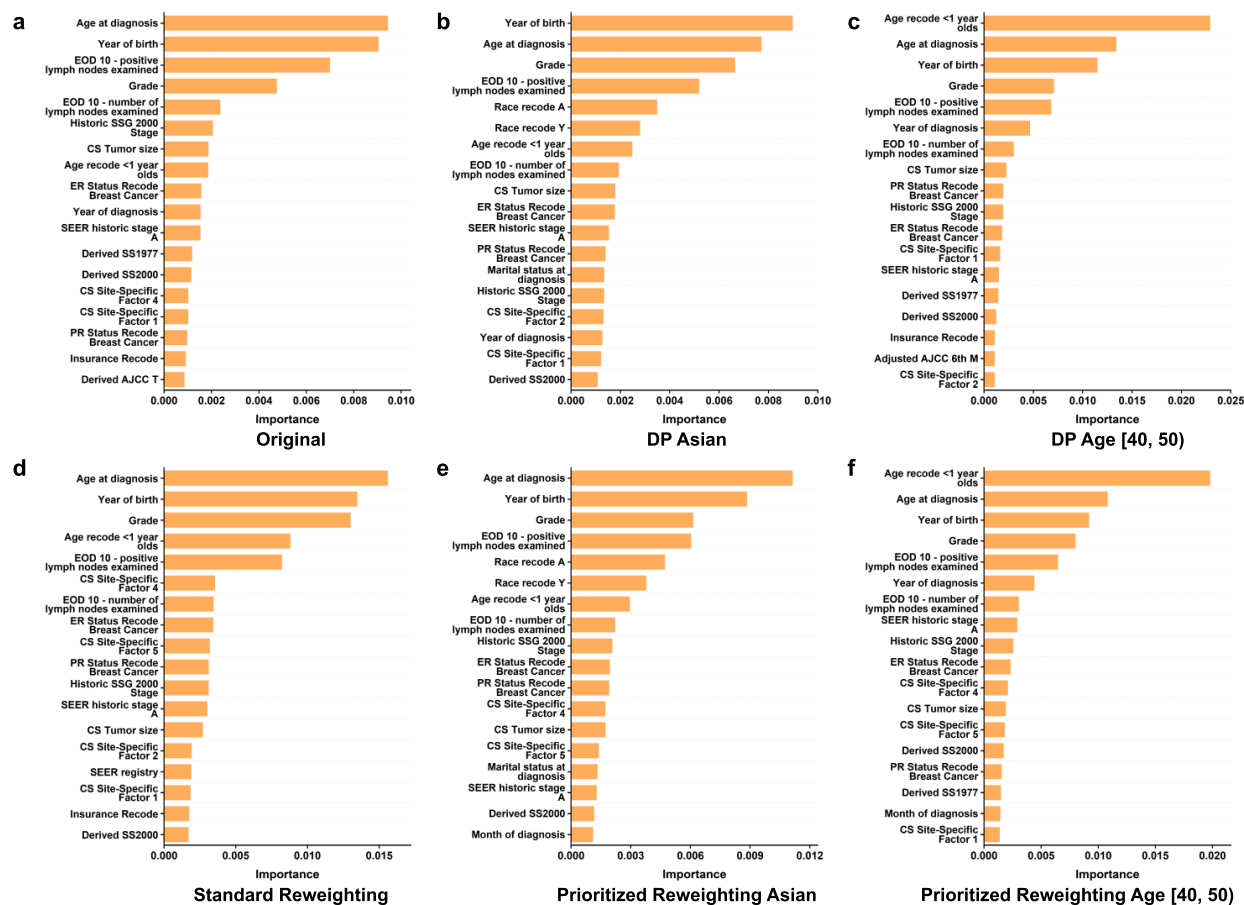 a
Age at diagnosis
Year of birth
EOD 10 - positive
lymph nodes examined
Grade
EOD 10 - number of
lymph nodes examined
Historic SSG 2000
Stage
CS Tumor size
Age recode <1 year
olds
ER Status Recode
Breast Cancer
Year of diagnosis
SEER historic stage
A
Derived SS1977
Derived SS2000
CS Site-Specific
Factor 4
CS Site-Specific
Factor 1
PR Status Recode
Breast Cancer
Insurance Recode
Derived AJCC T
0.000 0.002 0.004 0.006 0.008 0.010
Importance
Original
b
Year of birth
Age at diagnosis
Grade
EOD 10 - positive
lymph nodes examined
Race recode A
Race recode Y
Age recode <1 year
olds
EOD 10 - number of
lymph nodes examined
CS Tumor size
ER Status Recode
Breast Cancer
SEER historic stage
A
PR Status Recode
Breast Cancer
Marital status at
diagnosis
Historic SSG 2000
Stage
CS Site-Specific
Factor 2
Year of diagnosis
CS Site-Specific
Factor 1
Derived SS2000
0.000 0.002 0.004 0.006 0.008 0.010
Importance
DP Asian
c
Age recode <1 year
olds
Age at diagnosis
Year of birth
Grade
EOD 10 - positive
lymph nodes examined
Year of diagnosis
EOD 10 - number of
lymph nodes examined
CS Tumor size
PR Status Recode
Breast Cancer
Historic SSG 2000
Stage
ER Status Recode
Breast Cancer
CS Site-Specific
Factor 1
SEER historic stage
A
Derived SS1977
Derived SS2000
Insurance Recode
Adjusted AJCC 6th M
CS Site-Specific
Factor 2
0.000 0.005 0.010 0.015 0.020 0.025
Importance
DP Age [40, 50)
d
Age at diagnosis
Year of birth
Grade
Age recode <1 year
olds
EOD 10 - positive
lymph nodes examined
CS Site-Specific
Factor 4
EOD 10 - number of
lymph nodes examined
ER Status Recode
Breast Cancer
CS Site-Specific
Factor 5
PR Status Recode
Breast Cancer
Historic SSG 2000
Stage
SEER historic stage
A
CS Tumor size
CS Site-Specific
Factor 2
SEER registry
CS Site-Specific
Factor 1
Insurance Recode
Derived SS2000
0.000 0.005 0.010 0.015
Importance
Standard Reweighting
e
Age at diagnosis
Year of birth
Grade
EOD 10 - positive
lymph nodes examined
Race recode A
Race recode Y
Age recode <1 year
olds
EOD 10 - number of
lymph nodes examined
Historic SSG 2000
Stage
ER Status Recode
Breast Cancer
PR Status Recode
Breast Cancer
CS Site-Specific
Factor 4
CS Tumor size
CS Site-Specific
Factor 5
Marital status at
diagnosis
SEER historic stage
A
Derived SS2000
Month of diagnosis
0.000 0.003 0.006 0.009 0.012
Importance
Prioritized Reweighting Asian
f
Age recode <1 year
olds
Age at diagnosis
Year of birth
Grade
EOD 10 - positive
lymph nodes examined
Year of diagnosis
EOD 10 - number of
lymph nodes examined
SEER historic stage
A
Historic SSG 2000
Stage
ER Status Recode
Breast Cancer
CS Site-Specific
Factor 4
CS Tumor size
CS Site-Specific
Factor 5
Derived SS2000
PR Status Recode
Breast Cancer
Derived SS1977
Month of diagnosis
CS Site-Specific
Factor 1
0.000 0.005 0.010 0.015 0.020
Importance
Prioritized Reweighting Age [40, 50)